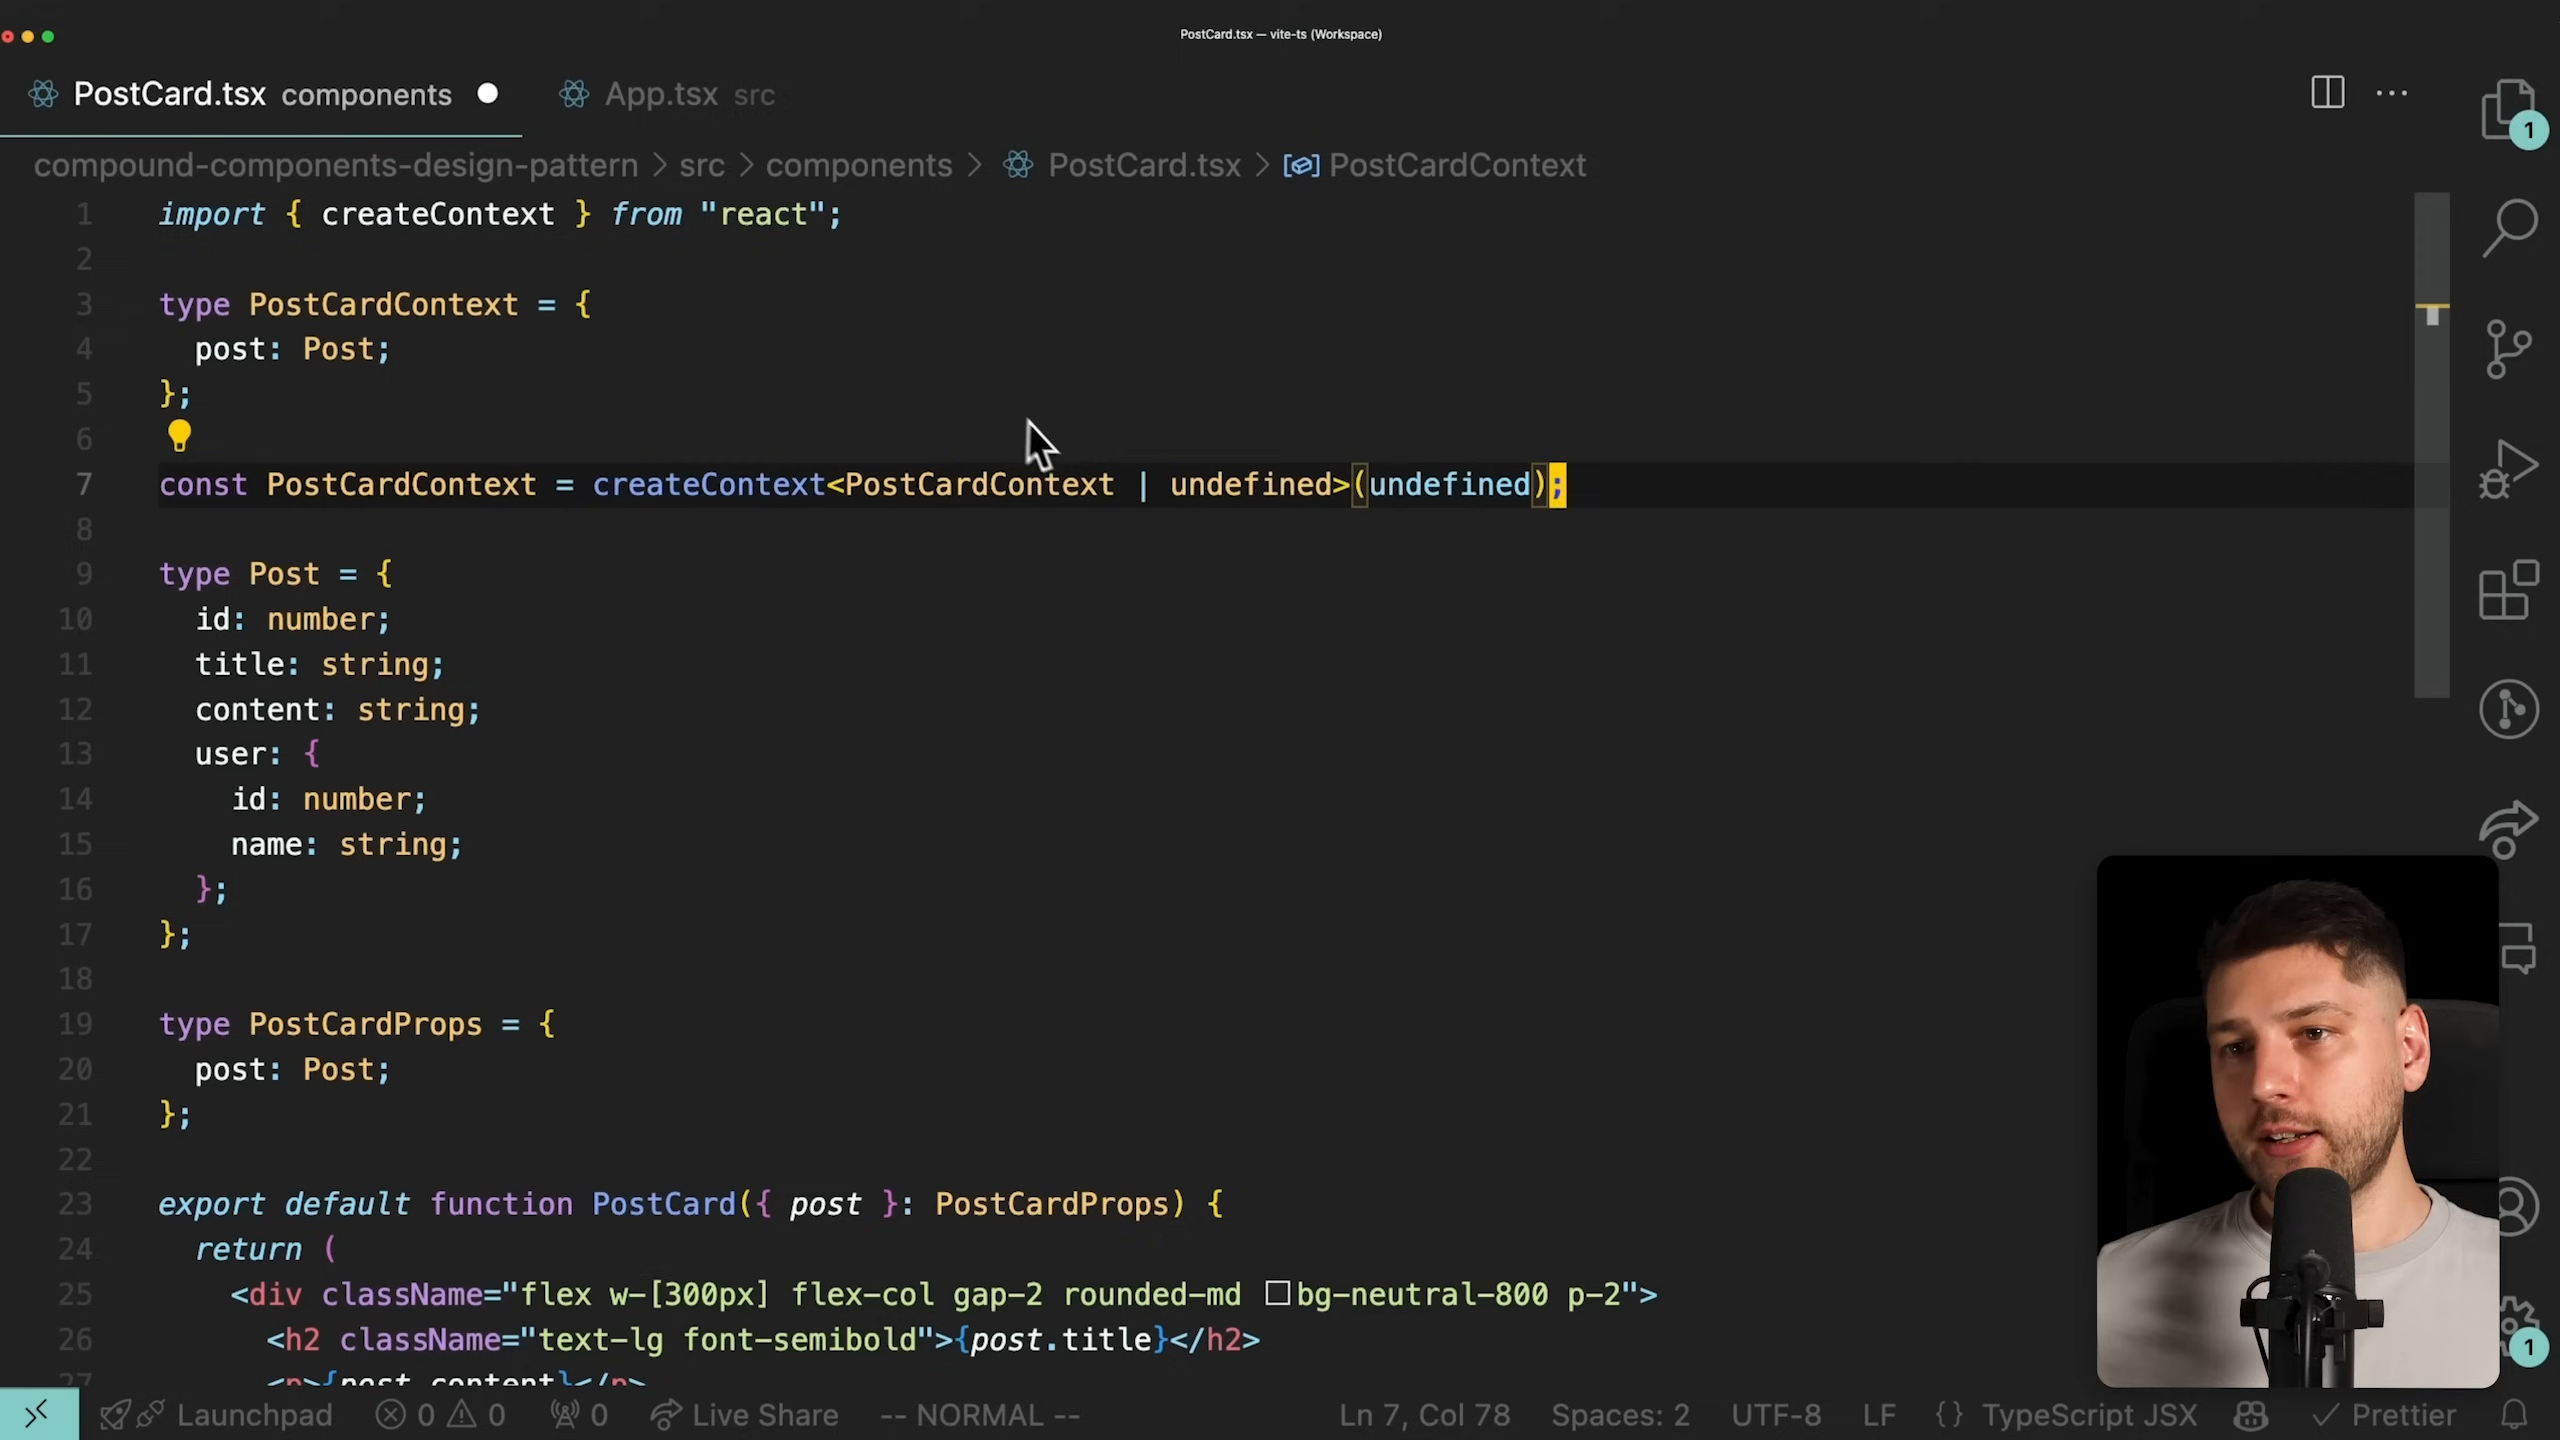 PostCard.tsx — vite-ts (Workspace)
PostCard.tsx components
App.tsx src
compound-components-design-pattern > src > components > PostCard.tsx > PostCardContext
1
1 import { createContext } from "react";
2
3 type PostCardContext = {
4 post: Post;
5 };
6
7 const PostCardContext = createContext<PostCardContext | undefined>(undefined);
8
9 type Post = {
10 id: number;
11 title: string;
12 content: string;
13 user: {
14 id: number;
15 name: string;
16 };
17 };
18
19 type PostCardProps = {
20 post: Post;
21 };
22
23 export default function PostCard({ post }: PostCardProps) {
24 return (
25 <div className="flex w-[300px] flex-col gap-2 rounded-md bg-neutral-800 p-2">
26 <h2 className="text-lg font-semibold">{post.title}</h2>
27 <p>{post.content}</p>
1
Launchpad 0 0 0 Live Share -- NORMAL -- Ln 7, Col 78 Spaces: 2 UTF-8 LF {} TypeScript JSX Prettier